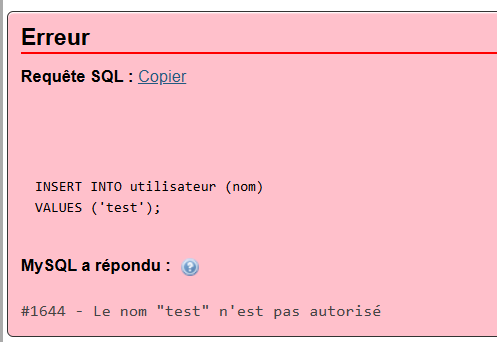 Erreur
Requête SQL : Copier
INSERT INTO utilisateur (nom)
VALUES ('test');
MySQL a répondu :
#1644 - Le nom "test" n'est pas autorisé